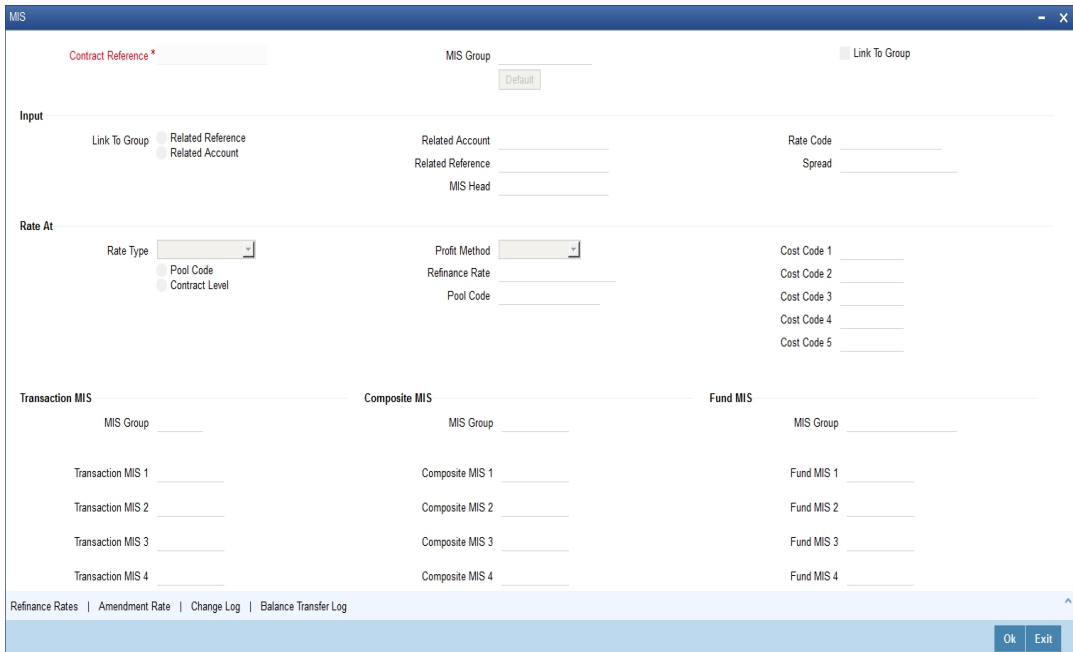 MIS
Contract Reference *
MIS Group
Link To Group
Default
Input
Link To Group
Related Reference
Related Account
Related Account
Related Reference
MIS Head
Rate Code
Spread
Rate At
Rate Type
Pool Code
Contract Level
Profit Method
Refinance Rate
Pool Code
Cost Code 1
Cost Code 2
Cost Code 3
Cost Code 4
Cost Code 5
Transaction MIS
MIS Group
Transaction MIS 1
Transaction MIS 2
Transaction MIS 3
Transaction MIS 4
Composite MIS
MIS Group
Composite MIS 1
Composite MIS 2
Composite MIS 3
Composite MIS 4
Fund MIS
MIS Group
Fund MIS 1
Fund MIS 2
Fund MIS 3
Fund MIS 4
Refinance Rates | Amendment Rate | Change Log | Balance Transfer Log
Ok Exit